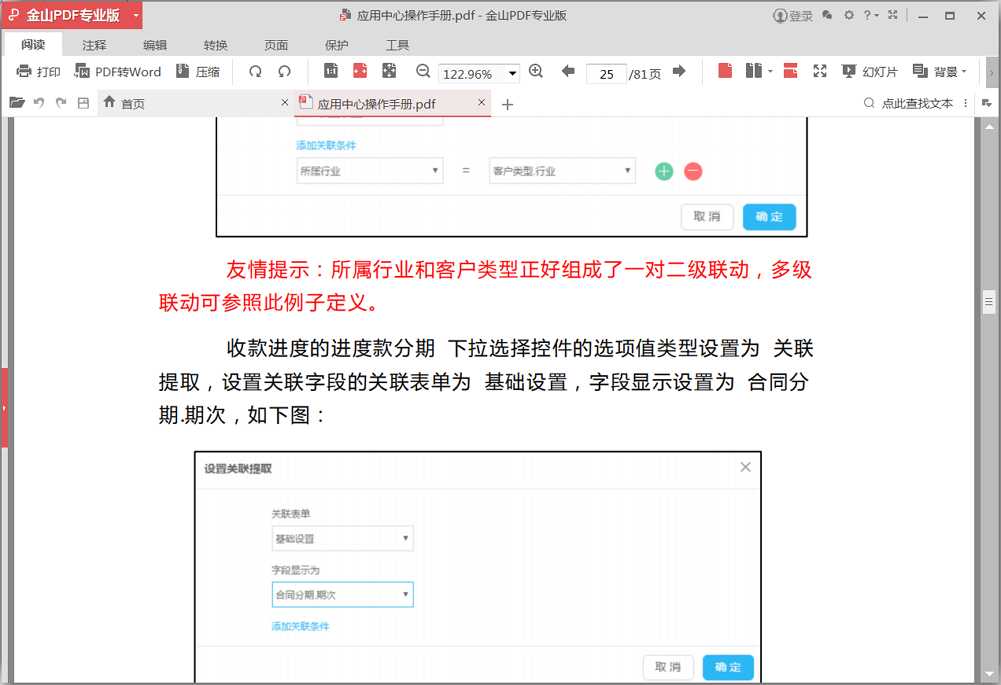 金山PDF专业版
应用中心操作手册.pdf - 金山PDF专业版
登录
?
阅读 注释 编辑 转换 页面 保护 工具
打印 PDF转Word 压缩 1:1 122.96% 25 /81页 幻灯片 背景
首页 应用中心操作手册.pdf 点此查找文本
添加关联条件
所属行业 = 客户类型.行业
取 消 确 定
友情提示：所属行业和客户类型正好组成了一对二级联动，多级
联动可参照此例子定义。
收款进度的进度款分期 下拉选择控件的选项值类型设置为 关联
提取，设置关联字段的关联表单为 基础设置，字段显示设置为 合同分
期.期次，如下图：
设置关联提取
关联表单
基础设置
字段显示为
合同分期.期次
添加关联条件
取 消 确 定